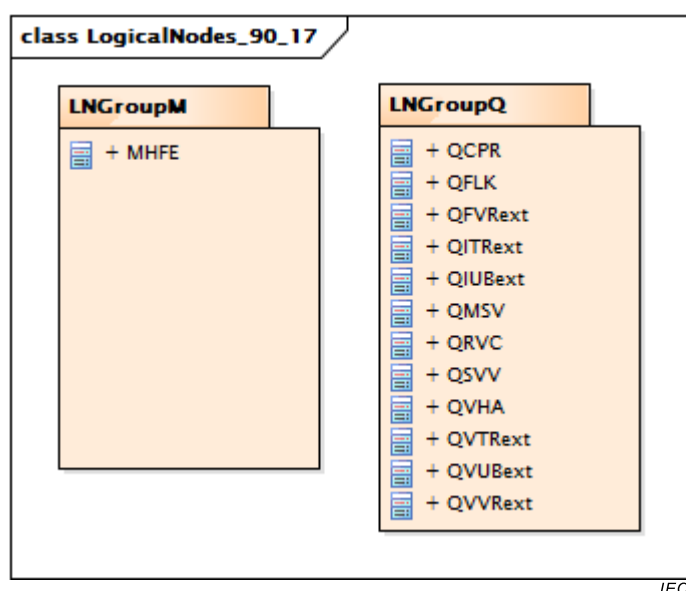 class LogicalNodes_90_17
LNGroupM
+ MHFE
LNGroupQ
+ QCPR
+ QFLK
+ QFVRext
+ QITRext
+ QIUBext
+ QMSV
+ QRVC
+ QSVV
+ QVHA
+ QVTRext
+ QVUBext
+ QVVRext
IEC